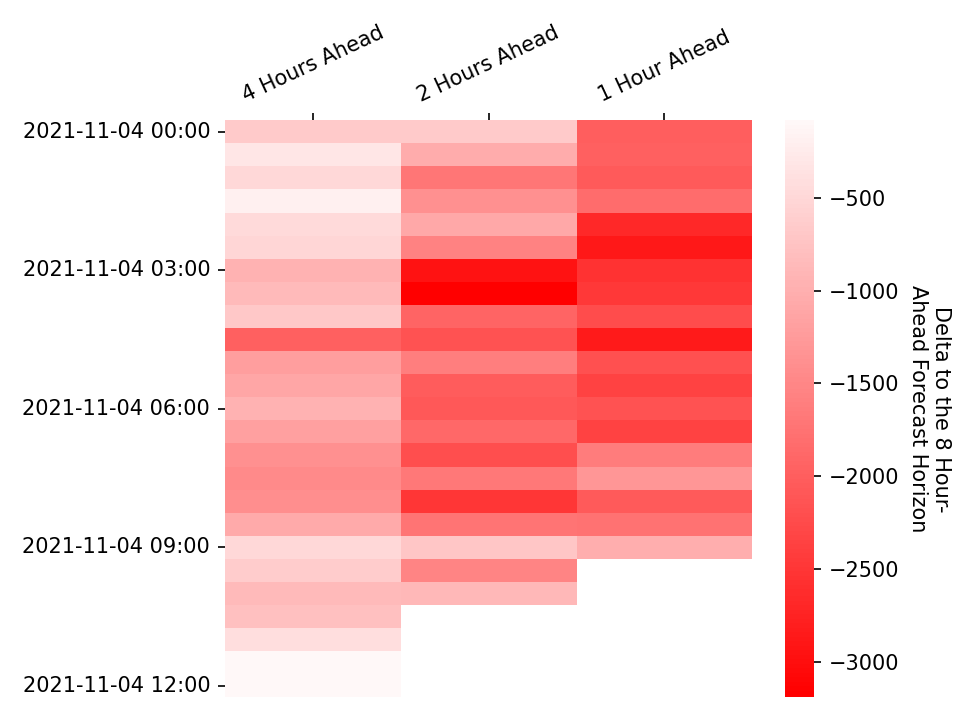 4 Hours Ahead
2 Hours Ahead
1 Hour Ahead
2021-11-04 00:00
2021-11-04 03:00
2021-11-04 06:00
2021-11-04 09:00
2021-11-04 12:00
−500
−1000
−1500
−2000
−2500
−3000
Delta to the 8 Hour-
Ahead Forecast Horizon